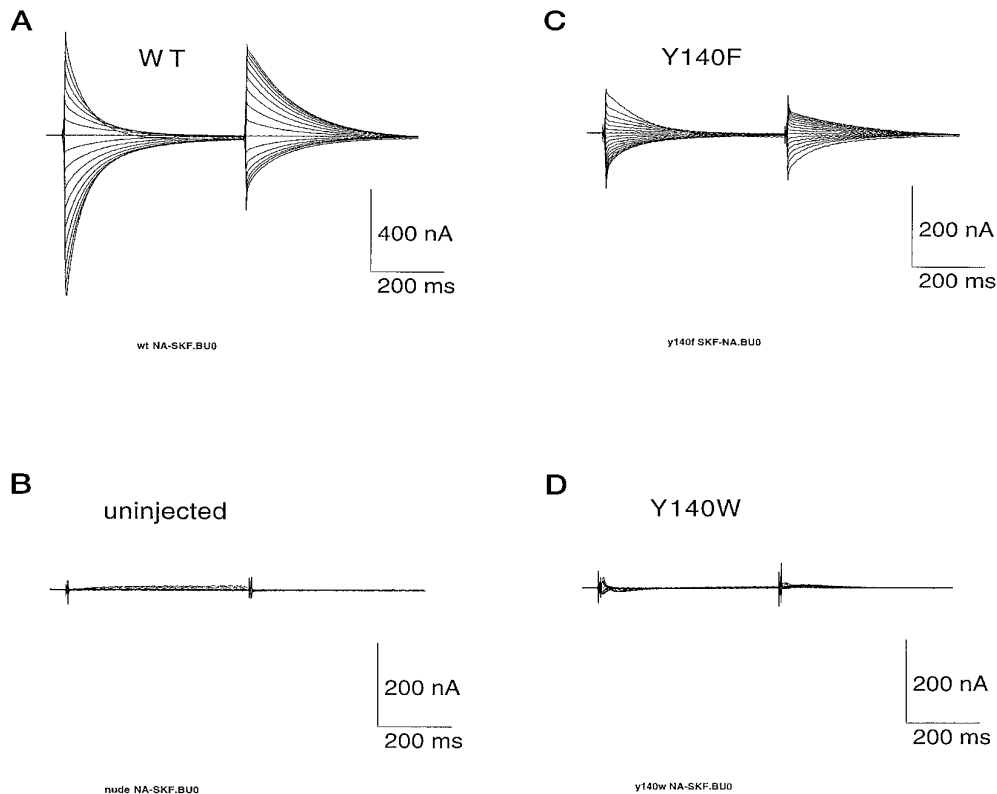 A
WT
400 nA
200 ms
wt NA-SKF.BU0
B
uninjected
200 nA
200 ms
nude NA-SKF.BU0
C
Y140F
200 nA
200 ms
y140f SKF-NA.BU0
D
Y140W
200 nA
200 ms
y140w NA-SKF.BU0